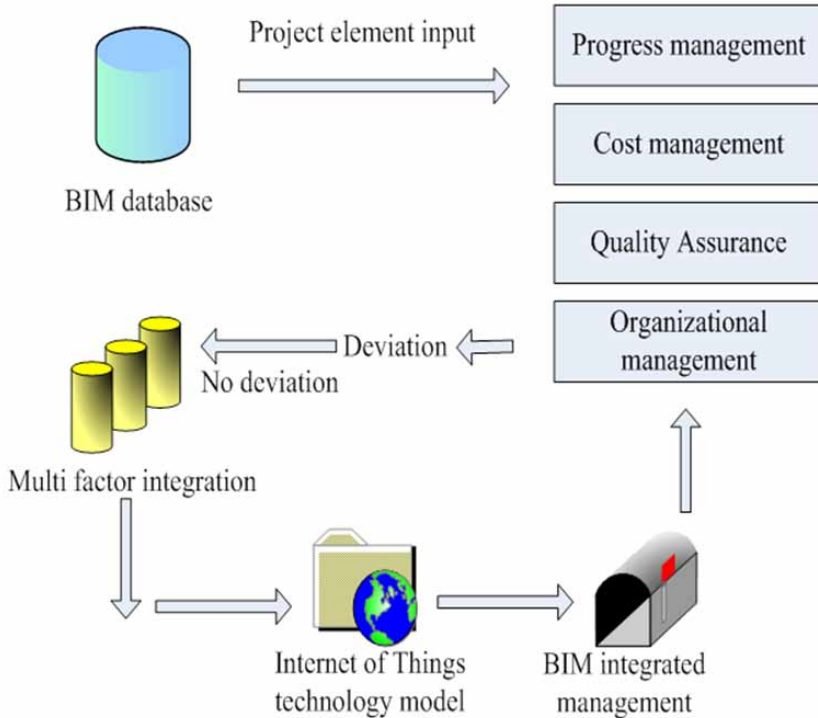 Project element input
Progress management
Cost management
BIM database
Quality Assurance
Organizational
management
Deviation
No deviation
Multi factor integration
Internet of Things
technology model
BIM integrated
management